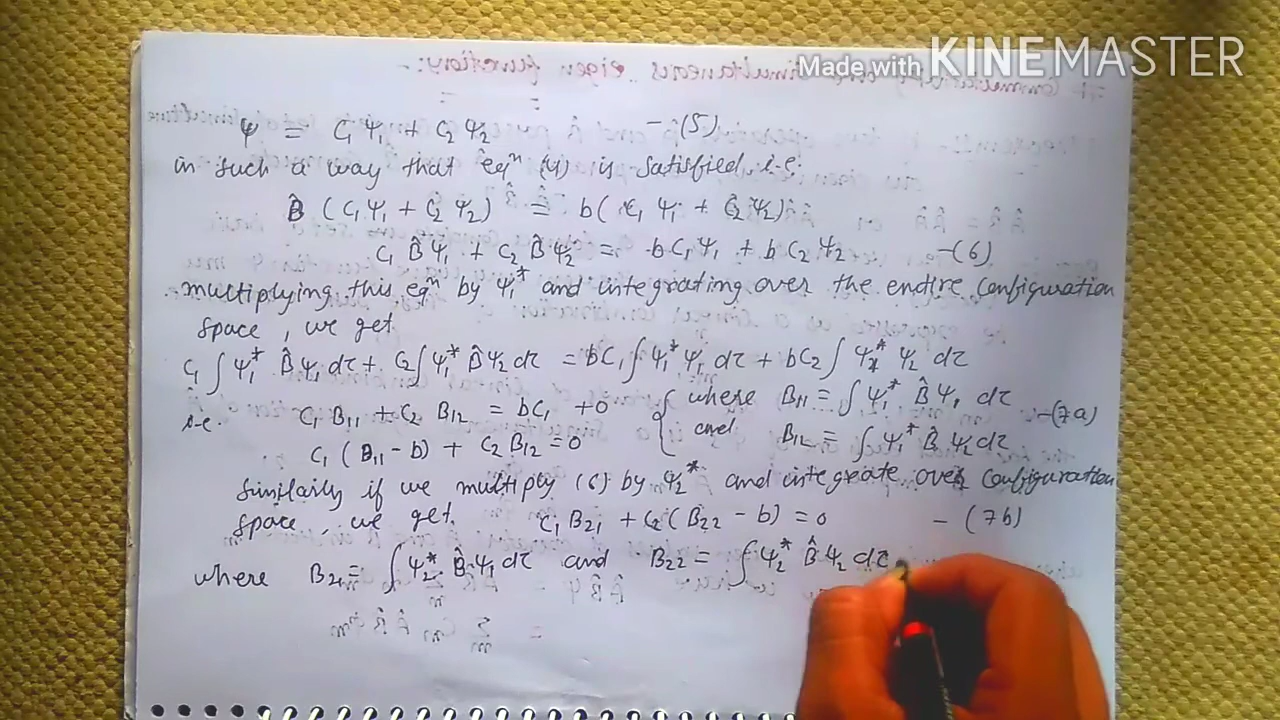 Made with KINEMASTER
simultaneous eigen function:-
ψ = C₁ψ₁ + C₂ψ₂ -(5)
in such a way that eqⁿ (4) is satisfied, i.e.
B̂ (C₁ψ₁ + C₂ψ₂) = b(C₁ψ₁ + C₂ψ₂)
C₁B̂ψ₁ + C₂B̂ψ₂ = bC₁ψ₁ + bC₂ψ₂ -(6)
multiplying this eqⁿ by ψ₁* and integrating over the entire configuration
space, we get
C₁∫ψ₁* B̂ψ₁dτ + C₂∫ψ₁* B̂ψ₂dτ = bC₁∫ψ₁*ψ₁dτ + bC₂∫ψ₁*ψ₂dτ
i.e. C₁B₁₁ + C₂B₁₂ = bC₁ + 0 { where B₁₁ = ∫ψ₁* B̂ψ₁dτ -(7a)
C₁(B₁₁ - b) + C₂B₁₂ = 0 and B₁₂ = ∫ψ₁* B̂ψ₂dτ
Similarly if we multiply (6) by ψ₂* and integrate over configuration
space, we get. C₁B₂₁ + C₂(B₂₂ - b) = 0 - (7b)
where B₂₁ = ∫ψ₂* B̂ψ₁dτ and B₂₂ = ∫ψ₂* B̂ψ₂dτ